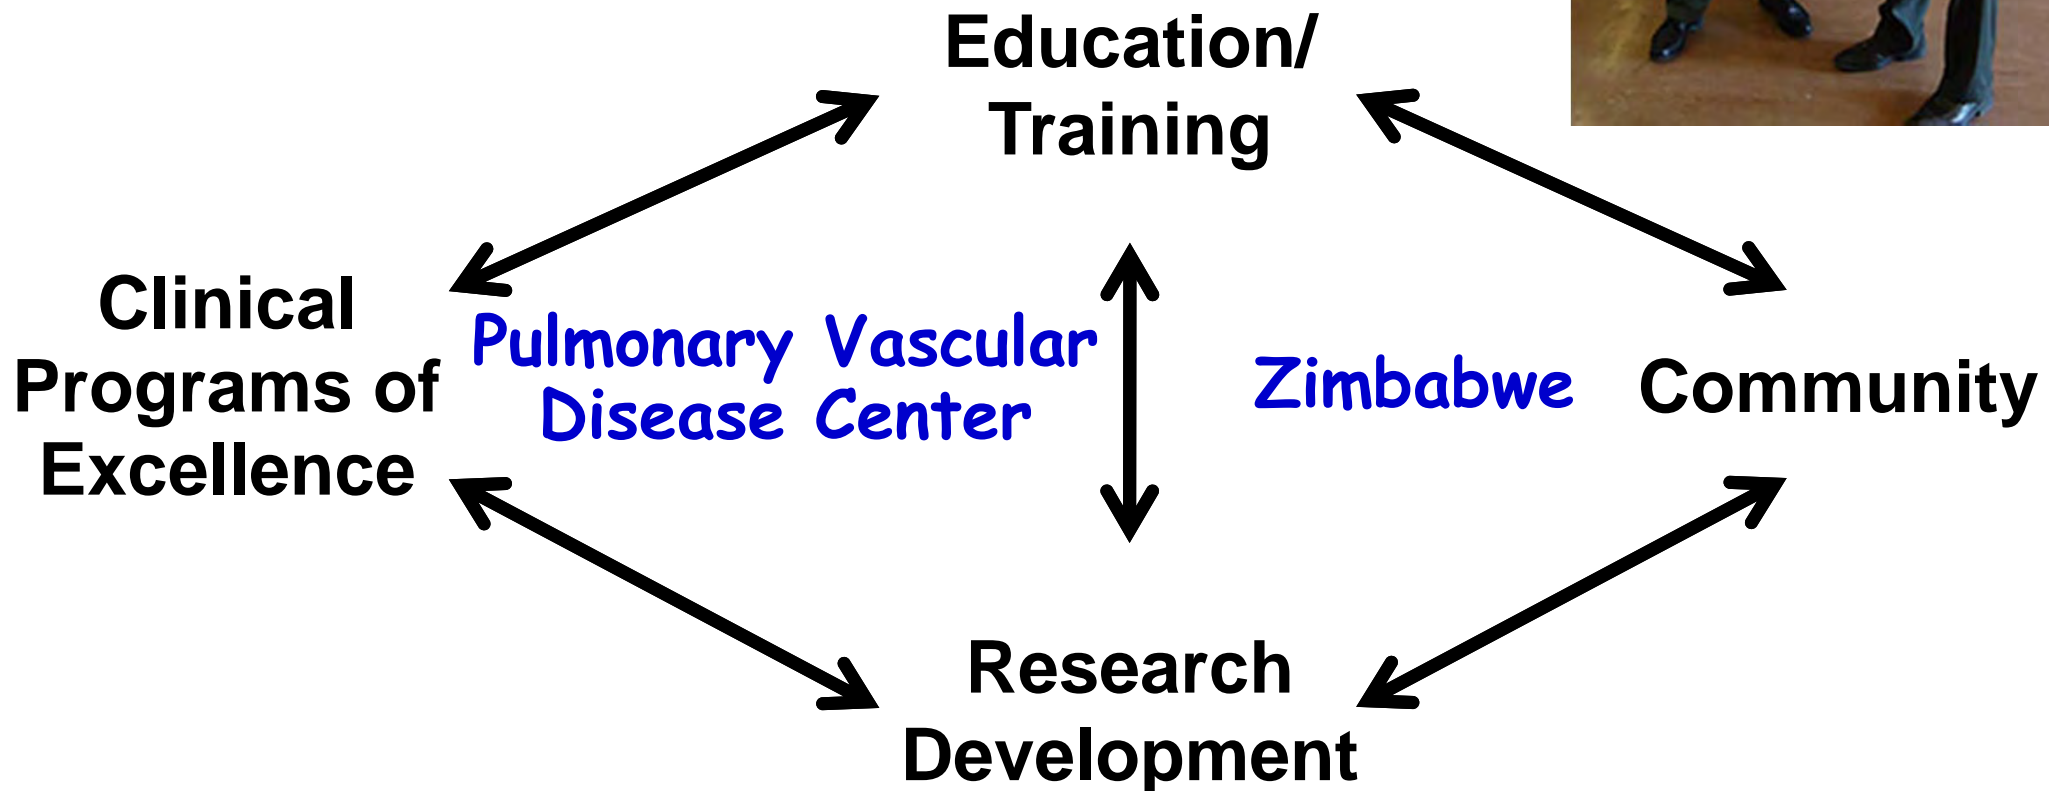 Education/
Training
Clinical
Programs of
Excellence
Pulmonary Vascular
Disease Center
Zimbabwe
Community
Research
Development